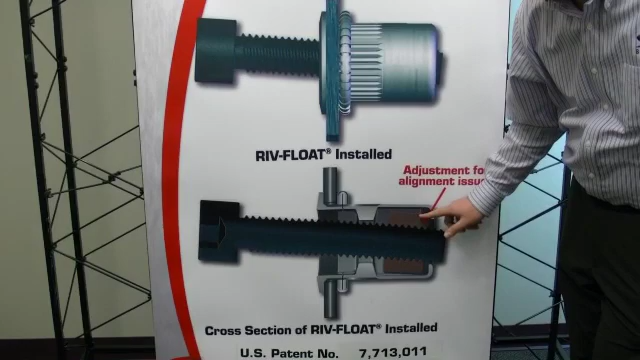 RIV-FLOAT® Installed
Adjustment fo
alignment issu
Cross Section of RIV-FLOAT® Installed
U.S. Patent No. 7,713,011